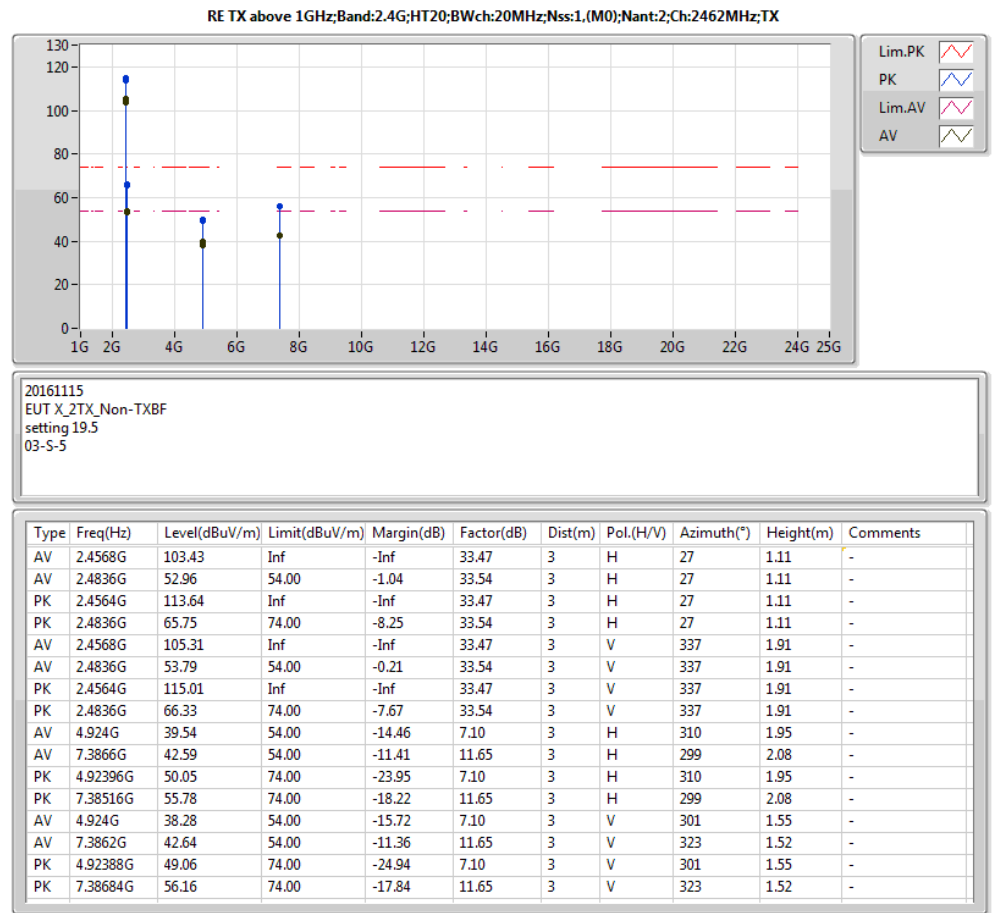 RE TX above 1GHz;Band:2.4G;HT20;BWch:20MHz;Nss:1,(M0);Nant:2;Ch:2462MHz;TX
130
120
100
80
60
40
20
0
1G 2G 4G 6G 8G 10G 12G 14G 16G 18G 20G 22G 24G 25G
Lim.PK
PK
Lim.AV
AV
20161115
EUT X_2TX_Non-TXBF
setting 19.5
03-S-5
Type Freq(Hz) Level(dBuV/m) Limit(dBuV/m) Margin(dB) Factor(dB) Dist(m) Pol.(H/V) Azimuth(°) Height(m) Comments
AV 2.4568G 103.43 Inf -Inf 33.47 3 H 27 1.11 -
AV 2.4836G 52.96 54.00 -1.04 33.54 3 H 27 1.11 -
PK 2.4564G 113.64 Inf -Inf 33.47 3 H 27 1.11 -
PK 2.4836G 65.75 74.00 -8.25 33.54 3 H 27 1.11 -
AV 2.4568G 105.31 Inf -Inf 33.47 3 V 337 1.91 -
AV 2.4836G 53.79 54.00 -0.21 33.54 3 V 337 1.91 -
PK 2.4564G 115.01 Inf -Inf 33.47 3 V 337 1.91 -
PK 2.4836G 66.33 74.00 -7.67 33.54 3 V 337 1.91 -
AV 4.924G 39.54 54.00 -14.46 7.10 3 H 310 1.95 -
AV 7.3866G 42.59 54.00 -11.41 11.65 3 H 299 2.08 -
PK 4.92396G 50.05 74.00 -23.95 7.10 3 H 310 1.95 -
PK 7.38516G 55.78 74.00 -18.22 11.65 3 H 299 2.08 -
AV 4.924G 38.28 54.00 -15.72 7.10 3 V 301 1.55 -
AV 7.3862G 42.64 54.00 -11.36 11.65 3 V 323 1.52 -
PK 4.92388G 49.06 74.00 -24.94 7.10 3 V 301 1.55 -
PK 7.38684G 56.16 74.00 -17.84 11.65 3 V 323 1.52 -